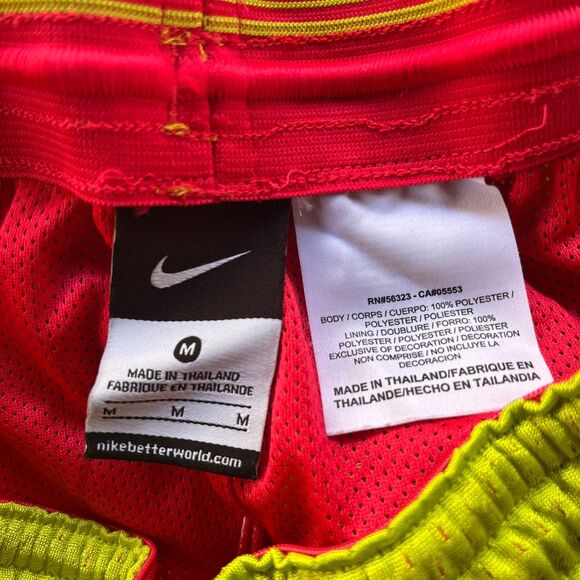 M
MADE IN THAILAND
FABRIQUE EN THAILANDE
M M M
nikebetterworld.com
RN#56323 - CA#05553
BODY / CORPS / CUERPO: 100% POLYESTER /
POLYESTER / POLIESTER
LINING / DOUBLURE / FORRO: 100%
POLYESTER / POLYESTER / POLIESTER
EXCLUSIVE OF DECORATION / DECORATION
NON COMPRISE / NO INCLUYE LA
DECORACION
MADE IN THAILAND/FABRIQUE EN
THAILANDE/HECHO EN TAILANDIA